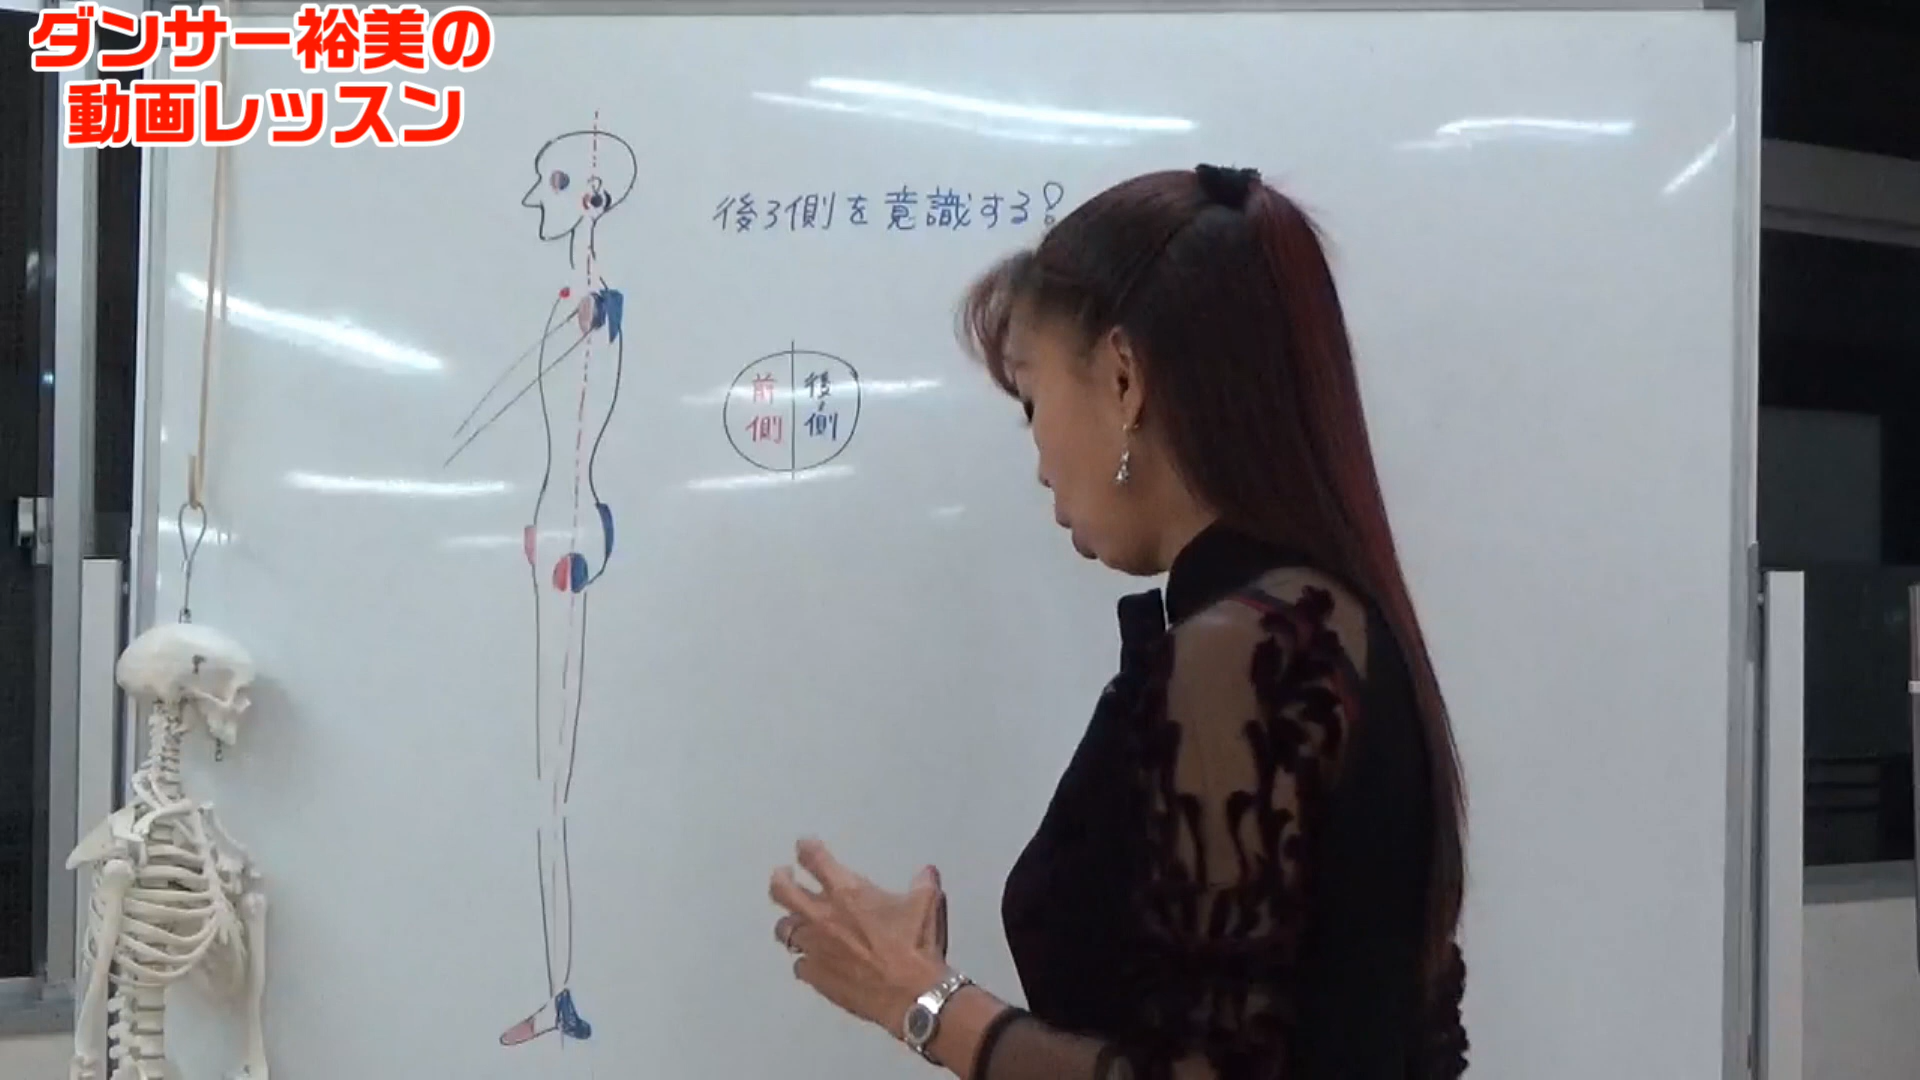 ダンサー裕美の
動画レッスン
後ろ側を意識する!
前側
後側